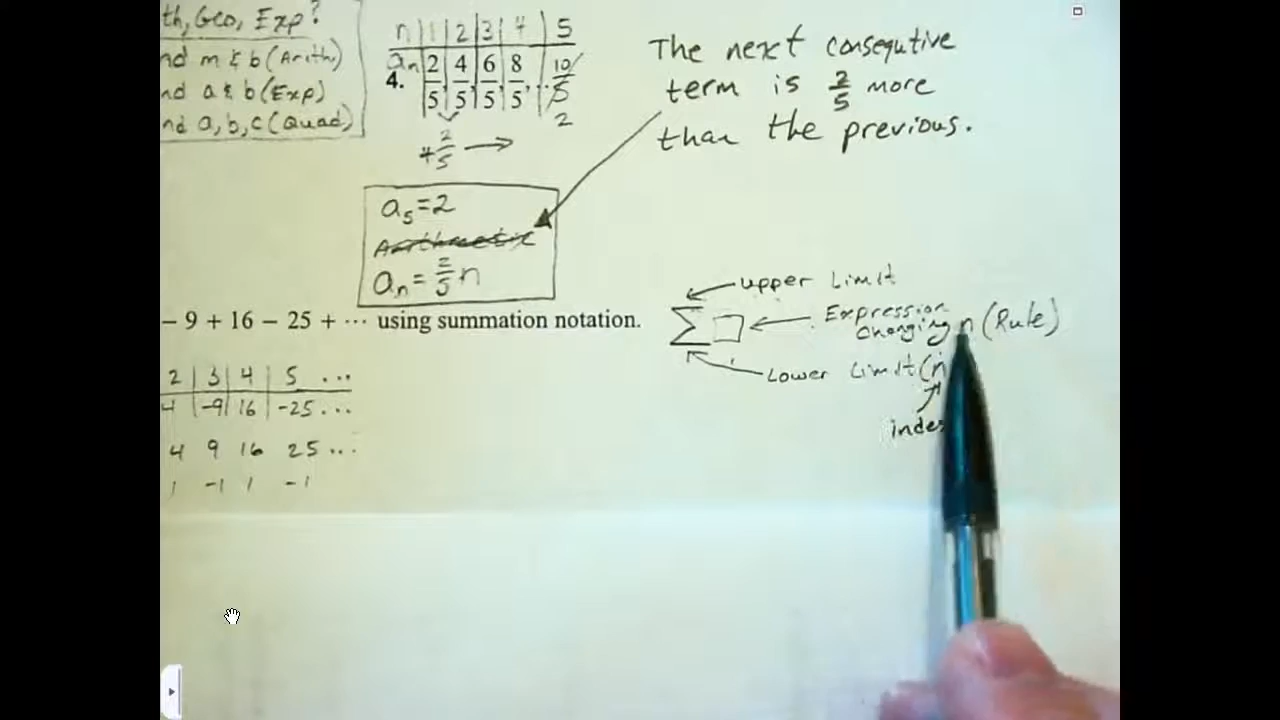 th, Geo, Exp?
nd m & b (Arith)
nd a & b (Exp)
nd a, b, c (Quad)
n 1 2 3 4 5
4. an 2/5, 4/5, 6/5, 8/5, ... 10/5
2
+2/5 →
a5=2
Arithmetic
an=2/5 n
The next consequtive
term is 2/5 more
than the previous.
− 9 + 16 − 25 + ⋯ using summation notation.
2 3 4 5 ...
4 -9 16 -25 ...
4 9 16 25 ...
1 -1 1 -1
upper Limit
Σ □ Expression
changing n (Rule)
Lower Limit (n
index